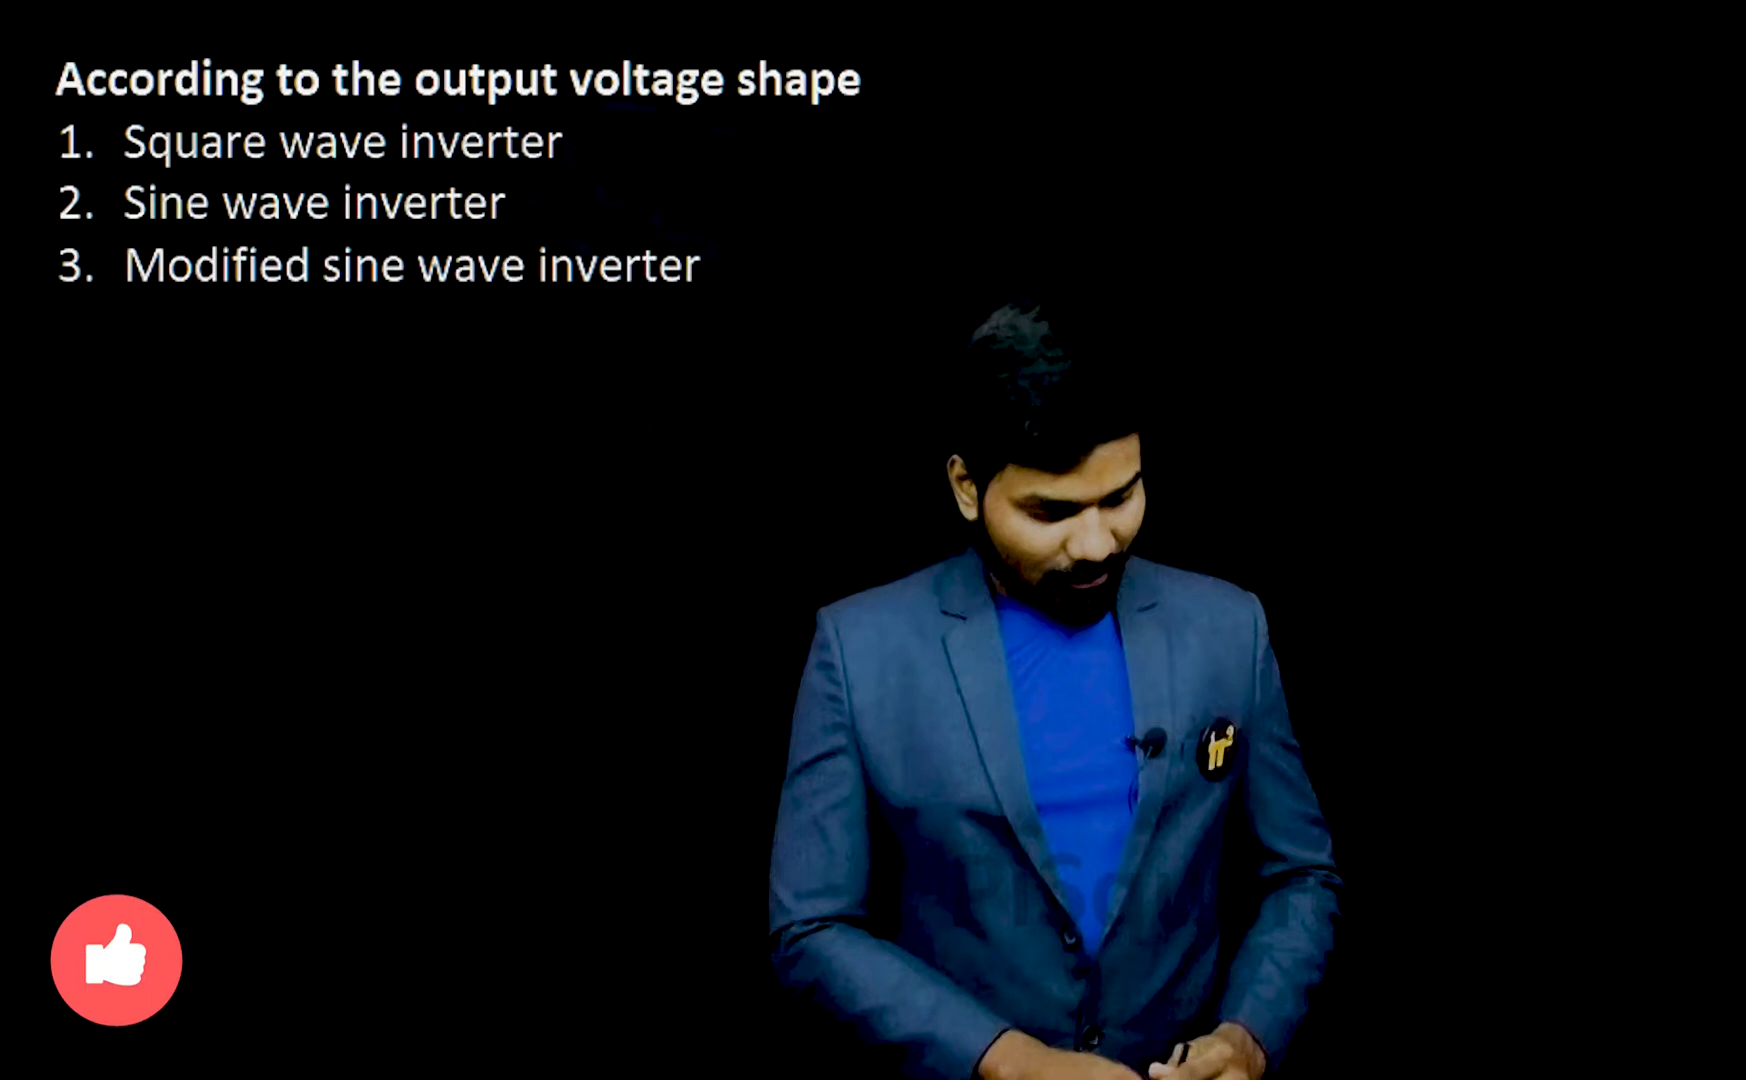 According to the output voltage shape
1. Square wave inverter
2. Sine wave inverter
3. Modified sine wave inverter